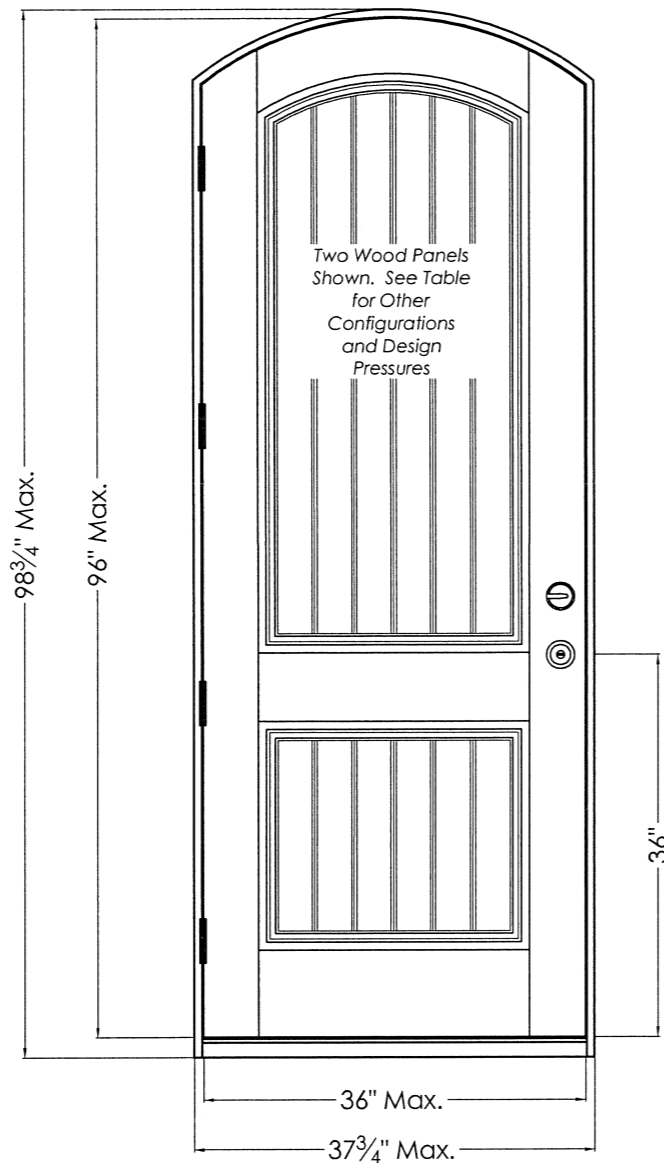 Two Wood Panels
Shown. See Table
for Other
Configurations
and Design
Pressures
98¾" Max.
96" Max.
36"
36" Max.
37¾" Max.